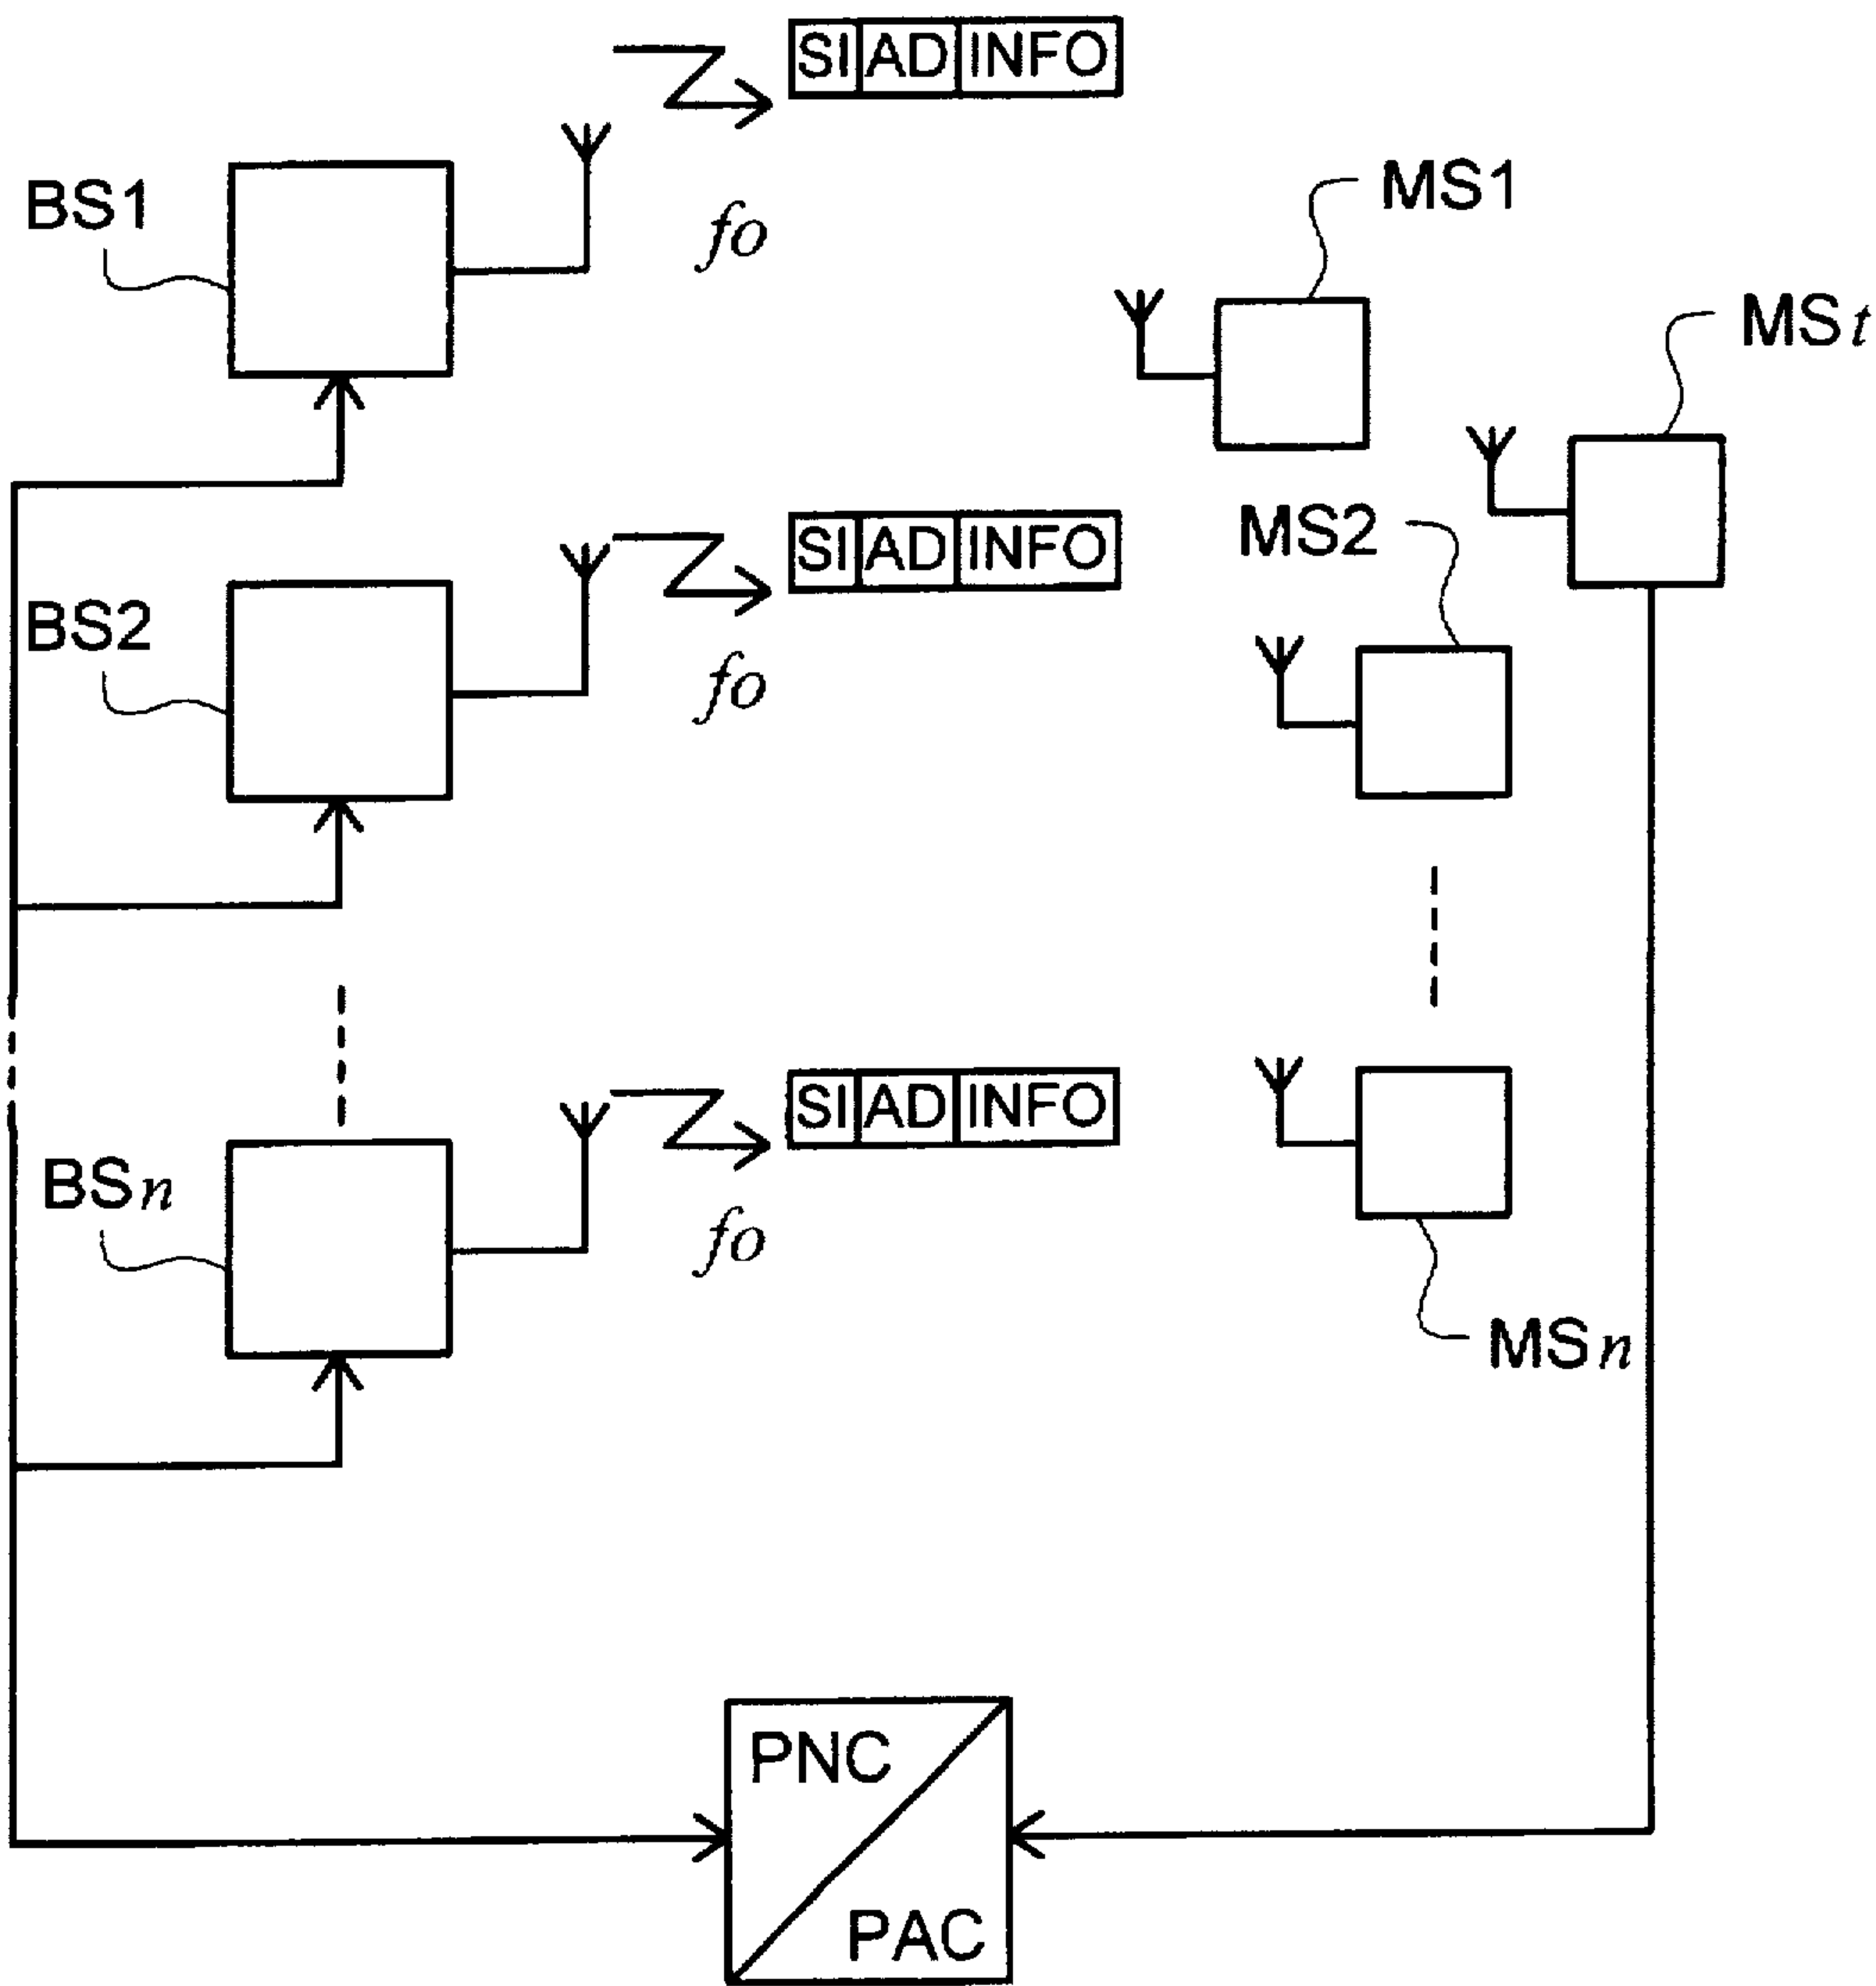 SI AD INFO
BS1
fo
MS1
MSt
SI AD INFO
MS2
BS2
fo
SI AD INFO
BSn
fo
MSn
PNC
PAC